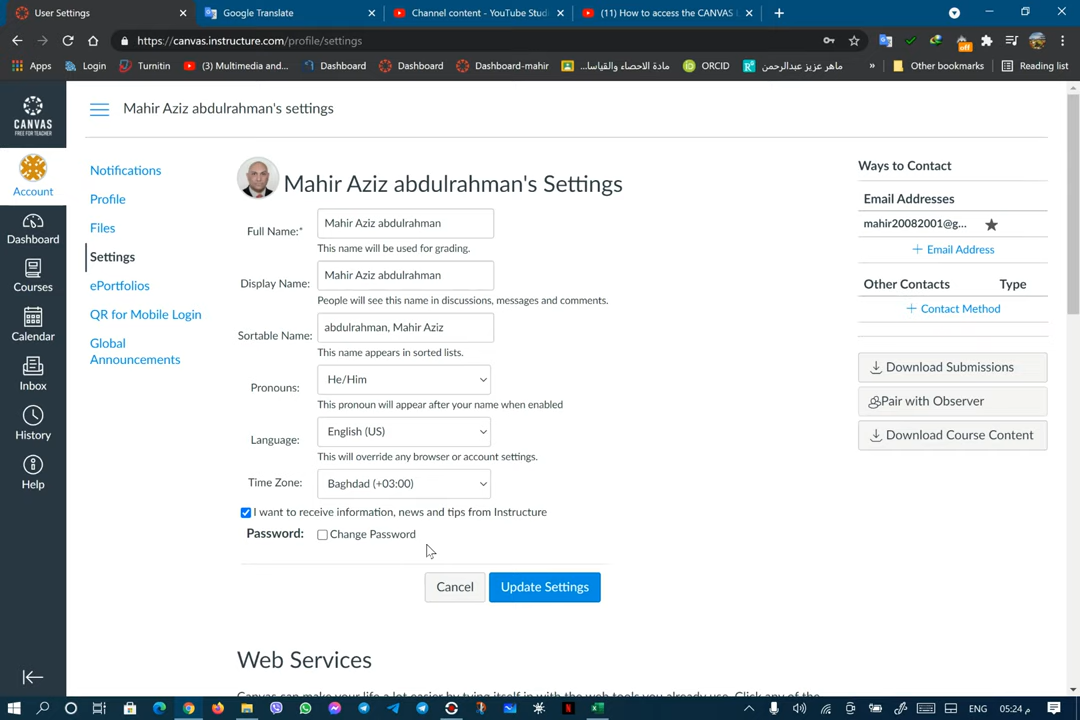 User Settings
Google Translate
Channel content - YouTube Studi
(11) How to access the CANVAS L
https://canvas.instructure.com/profile/settings
Apps
Login
Turnitin
(3) Multimedia and...
Dashboard
Dashboard
Dashboard-mahir
مادة الاحصاء والقياسا...
ORCID
ماهر عزيز عبدالرحمن
»
Other bookmarks
Reading list
CANVAS
FREE FOR TEACHER
Account
Dashboard
Courses
Calendar
Inbox
History
Help
Mahir Aziz abdulrahman's settings
Notifications
Profile
Files
Settings
ePortfolios
QR for Mobile Login
Global
Announcements
Mahir Aziz abdulrahman's Settings
Full Name:* Mahir Aziz abdulrahman
This name will be used for grading.
Display Name: Mahir Aziz abdulrahman
People will see this name in discussions, messages and comments.
Sortable Name: abdulrahman, Mahir Aziz
This name appears in sorted lists.
Pronouns: He/Him
This pronoun will appear after your name when enabled
Language: English (US)
This will override any browser or account settings.
Time Zone: Baghdad (+03:00)
I want to receive information, news and tips from Instructure
Password: Change Password
Cancel
Update Settings
Web Services
Canvas can make your life a lot easier by tying itself in with the web tools you already use. Click any of the
Ways to Contact
Email Addresses
mahir20082001@g...
+ Email Address
Other Contacts Type
+ Contact Method
Download Submissions
Pair with Observer
Download Course Content
ENG
05:24 م